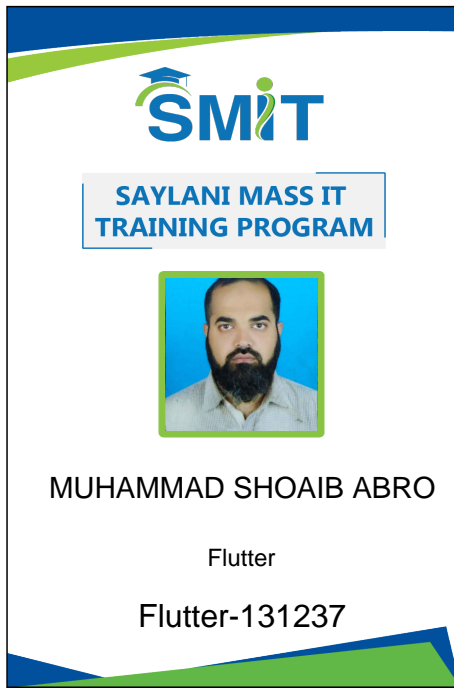 SMIT
SAYLANI MASS IT
TRAINING PROGRAM
MUHAMMAD SHOAIB ABRO
Flutter
Flutter-131237